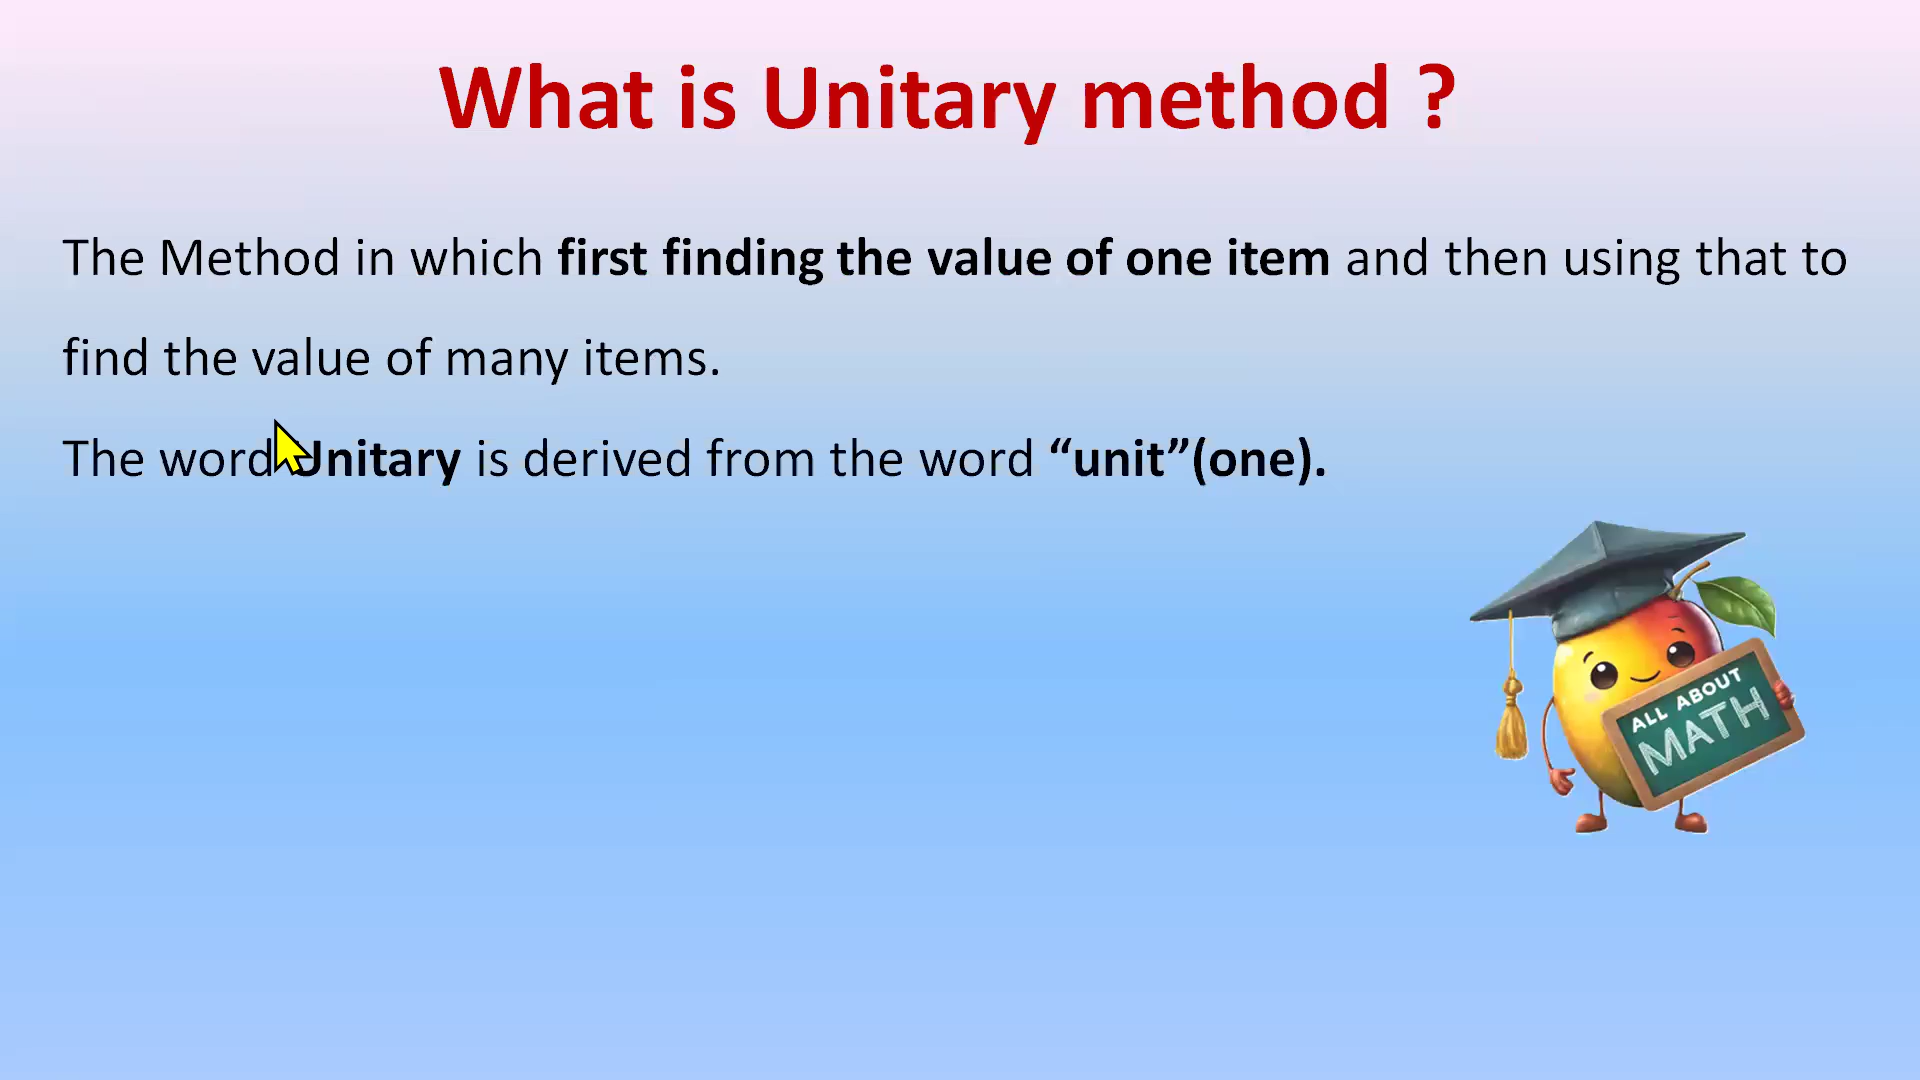 What is Unitary method ?
The Method in which first finding the value of one item and then using that to
find the value of many items.
The word Unitary is derived from the word “unit”(one).
ALL ABOUT
MATH